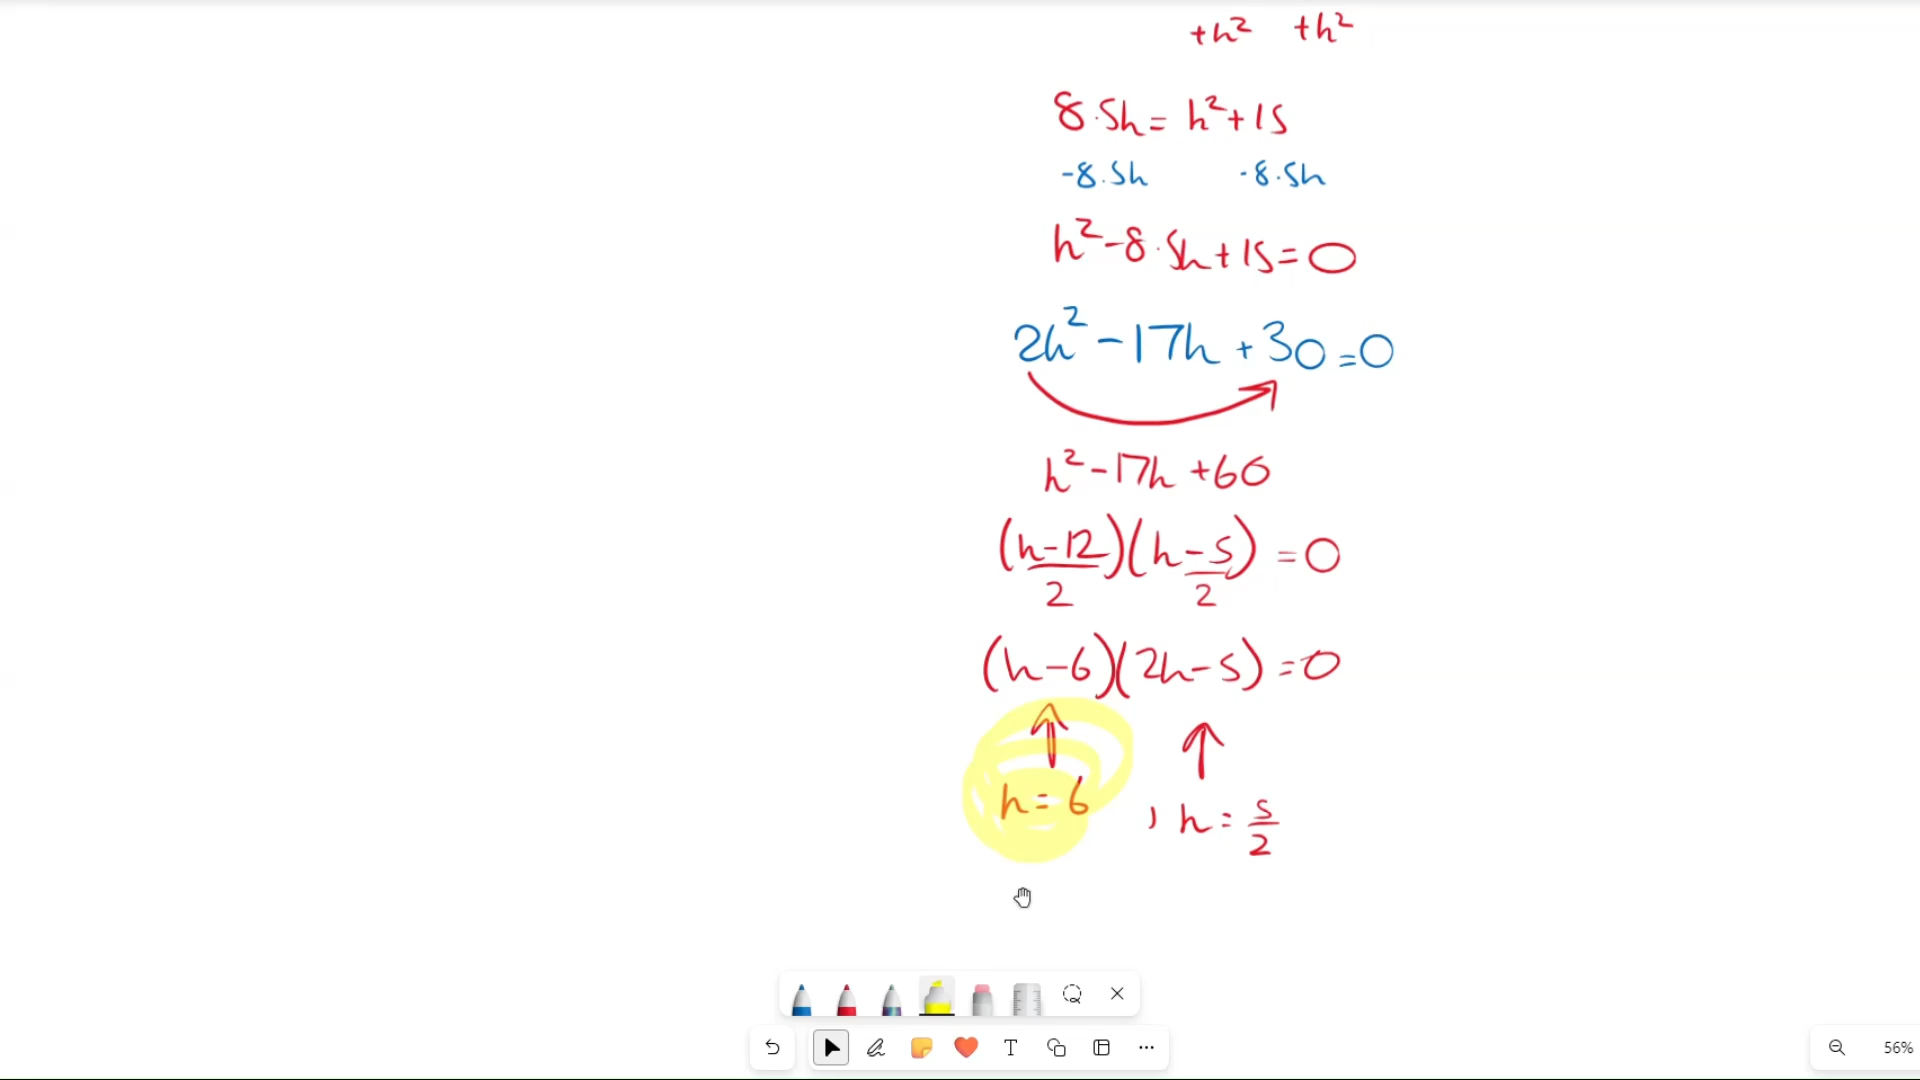 +h² +h²
8.5h = h²+15
-8.5h -8.5h
h²-8.5h+15=0
2h²-17h+30=0
h²-17h+60
(h-12/2)(h-5/2)=0
(h-6)(2h-5)=0
h=6 , h=5/2
T
56%